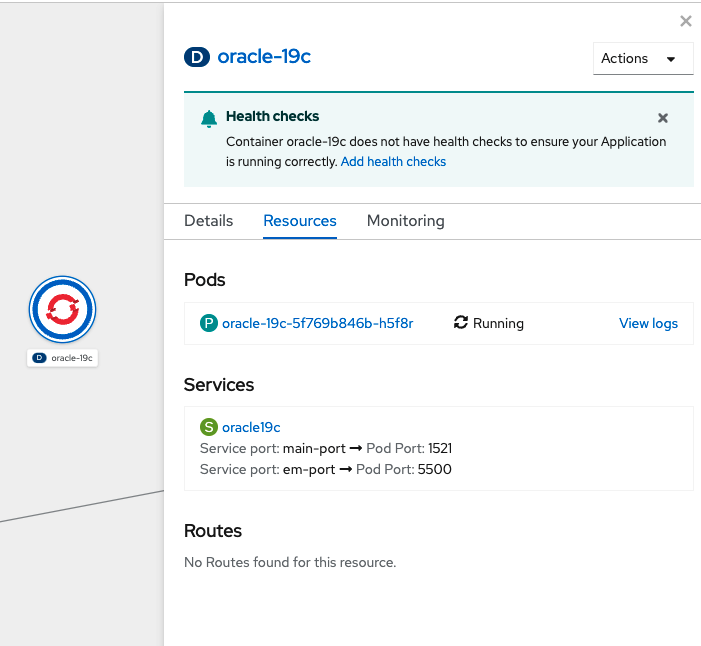 D oracle-19c
Actions
Health checks
Container oracle-19c does not have health checks to ensure your Application
is running correctly. Add health checks
Details Resources Monitoring
Pods
P oracle-19c-5f769b846b-h5f8r Running View logs
D oracle-19c
Services
S oracle19c
Service port: main-port → Pod Port: 1521
Service port: em-port → Pod Port: 5500
Routes
No Routes found for this resource.